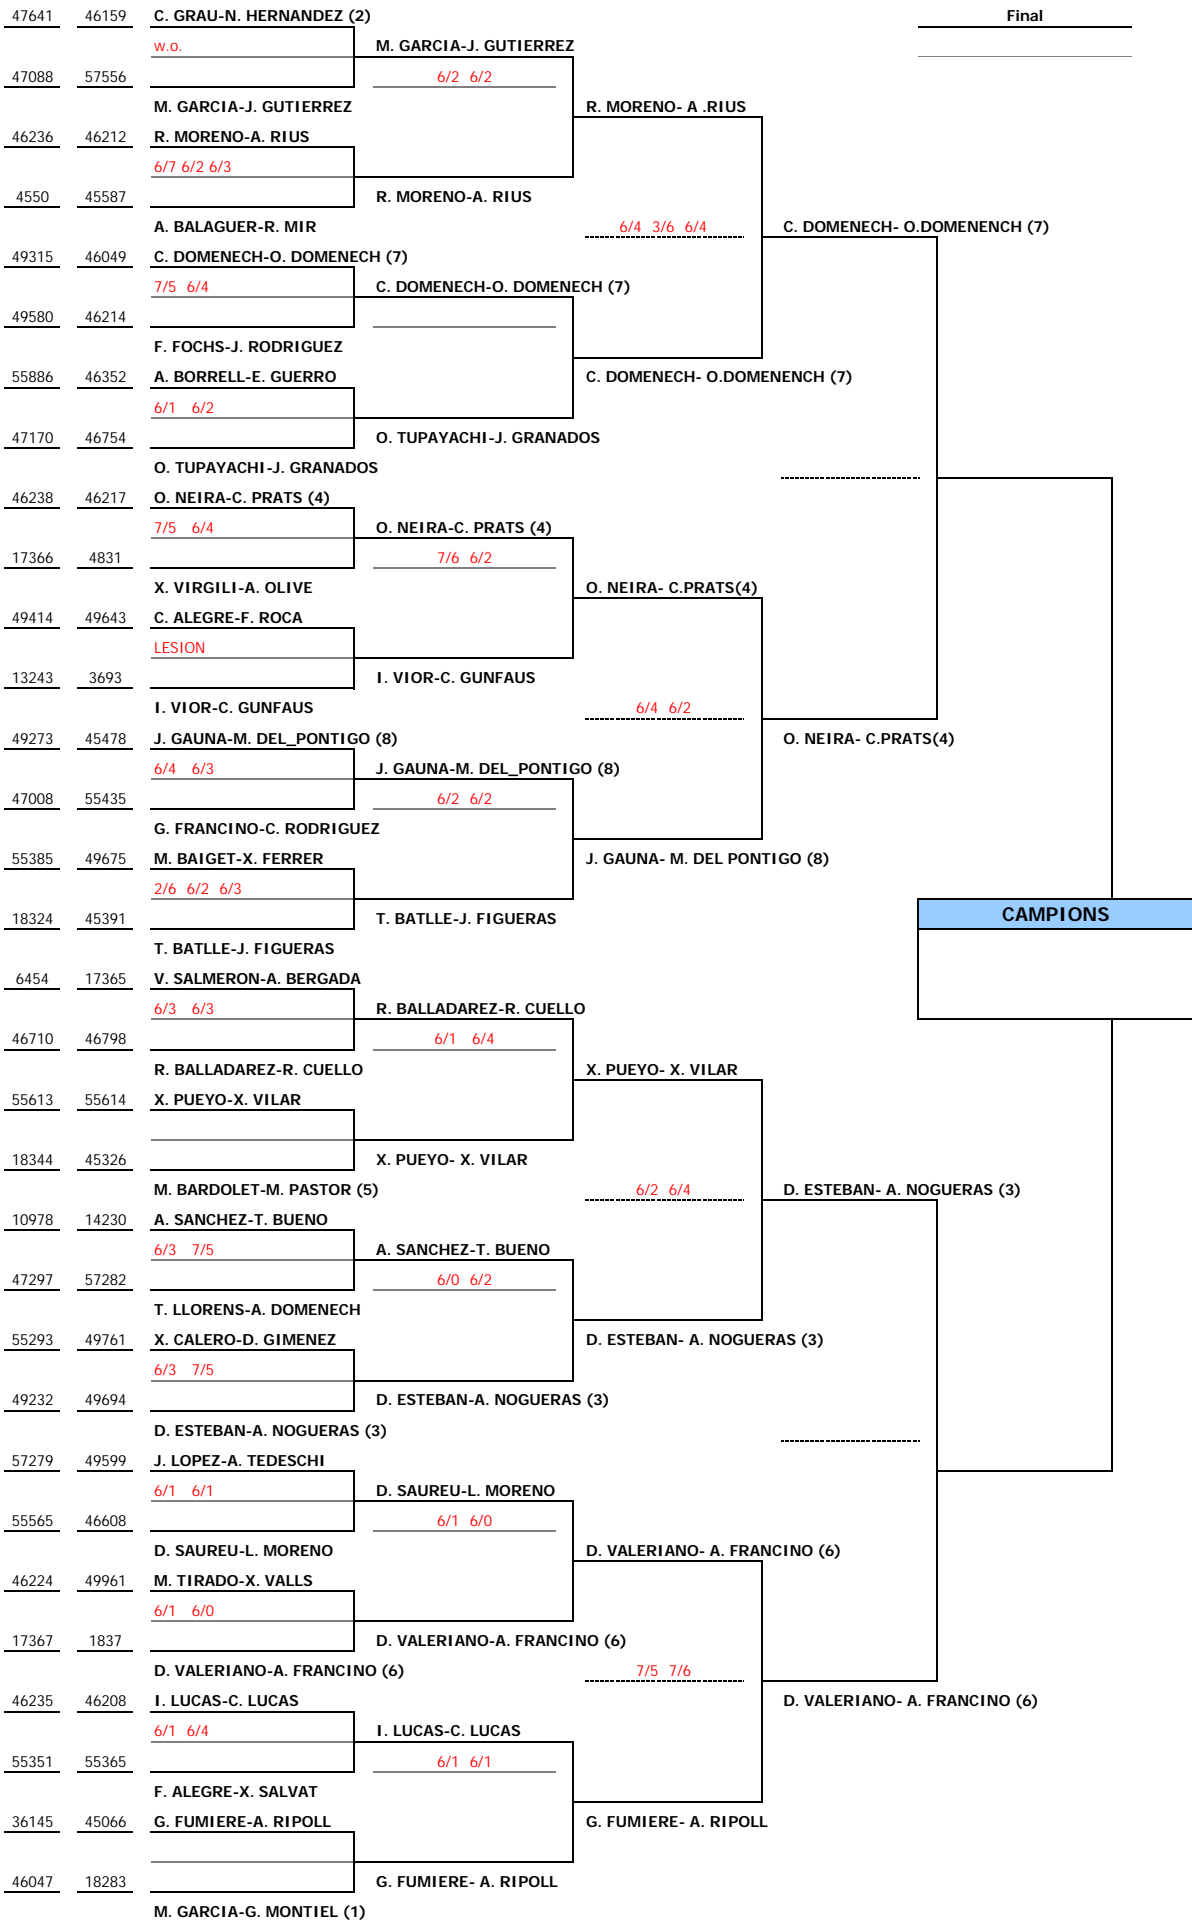 47641 46159 C. GRAU-N. HERNANDEZ (2) Final
w.o. M. GARCIA-J. GUTIERREZ
47088 57556 6/2 6/2
M. GARCIA-J. GUTIERREZ R. MORENO- A .RIUS
46236 46212 R. MORENO-A. RIUS
6/7 6/2 6/3
4550 45587 R. MORENO-A. RIUS
A. BALAGUER-R. MIR 6/4 3/6 6/4 C. DOMENECH- O.DOMENENCH (7)
49315 46049 C. DOMENECH-O. DOMENECH (7)
7/5 6/4 C. DOMENECH-O. DOMENECH (7)
49580 46214
F. FOCHS-J. RODRIGUEZ
55886 46352 A. BORRELL-E. GUERRO C. DOMENECH- O.DOMENENCH (7)
6/1 6/2
47170 46754 O. TUPAYACHI-J. GRANADOS
O. TUPAYACHI-J. GRANADOS
46238 46217 O. NEIRA-C. PRATS (4)
7/5 6/4 O. NEIRA-C. PRATS (4)
17366 4831 7/6 6/2
X. VIRGILI-A. OLIVE O. NEIRA- C.PRATS(4)
49414 49643 C. ALEGRE-F. ROCA
LESION
13243 3693 I. VIOR-C. GUNFAUS
I. VIOR-C. GUNFAUS 6/4 6/2
49273 45478 J. GAUNA-M. DEL_PONTIGO (8) O. NEIRA- C.PRATS(4)
6/4 6/3 J. GAUNA-M. DEL_PONTIGO (8)
47008 55435 6/2 6/2
G. FRANCINO-C. RODRIGUEZ
55385 49675 M. BAIGET-X. FERRER J. GAUNA- M. DEL PONTIGO (8)
2/6 6/2 6/3
18324 45391 T. BATLLE-J. FIGUERAS CAMPIONS
T. BATLLE-J. FIGUERAS
6454 17365 V. SALMERON-A. BERGADA
6/3 6/3 R. BALLADAREZ-R. CUELLO
46710 46798 6/1 6/4
R. BALLADAREZ-R. CUELLO X. PUEYO- X. VILAR
55613 55614 X. PUEYO-X. VILAR
18344 45326 X. PUEYO- X. VILAR
M. BARDOLET-M. PASTOR (5) 6/2 6/4 D. ESTEBAN- A. NOGUERAS (3)
10978 14230 A. SANCHEZ-T. BUENO
6/3 7/5 A. SANCHEZ-T. BUENO
47297 57282 6/0 6/2
T. LLORENS-A. DOMENECH
55293 49761 X. CALERO-D. GIMENEZ D. ESTEBAN- A. NOGUERAS (3)
6/3 7/5
49232 49694 D. ESTEBAN-A. NOGUERAS (3)
D. ESTEBAN-A. NOGUERAS (3)
57279 49599 J. LOPEZ-A. TEDESCHI
6/1 6/1 D. SAUREU-L. MORENO
55565 46608 6/1 6/0
D. SAUREU-L. MORENO D. VALERIANO- A. FRANCINO (6)
46224 49961 M. TIRADO-X. VALLS
6/1 6/0
17367 1837 D. VALERIANO-A. FRANCINO (6)
D. VALERIANO-A. FRANCINO (6) 7/5 7/6
46235 46208 I. LUCAS-C. LUCAS D. VALERIANO- A. FRANCINO (6)
6/1 6/4 I. LUCAS-C. LUCAS
55351 55365 6/1 6/1
F. ALEGRE-X. SALVAT
36145 45066 G. FUMIERE-A. RIPOLL G. FUMIERE- A. RIPOLL
46047 18283 G. FUMIERE- A. RIPOLL
M. GARCIA-G. MONTIEL (1)